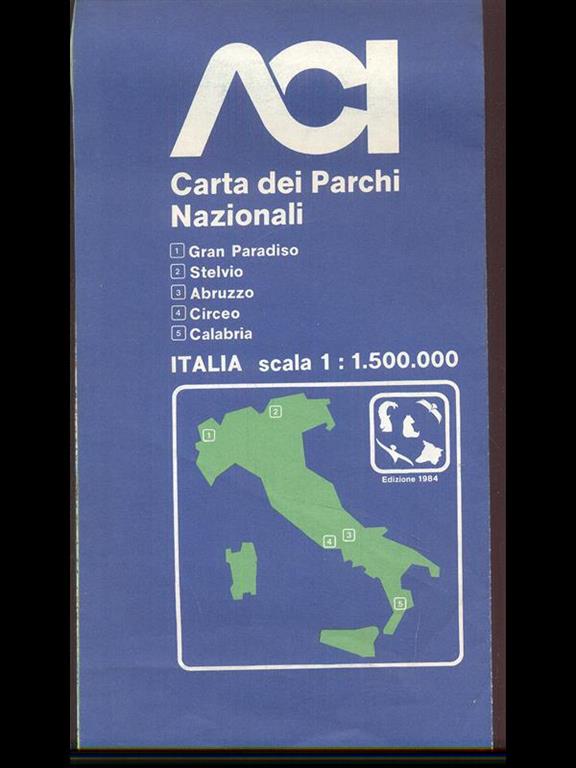 ACI
Carta dei Parchi
Nazionali
1 Gran Paradiso
2 Stelvio
3 Abruzzo
4 Circeo
5 Calabria
ITALIA scala 1 : 1.500.000
2
1
Edizione 1984
3
4
5